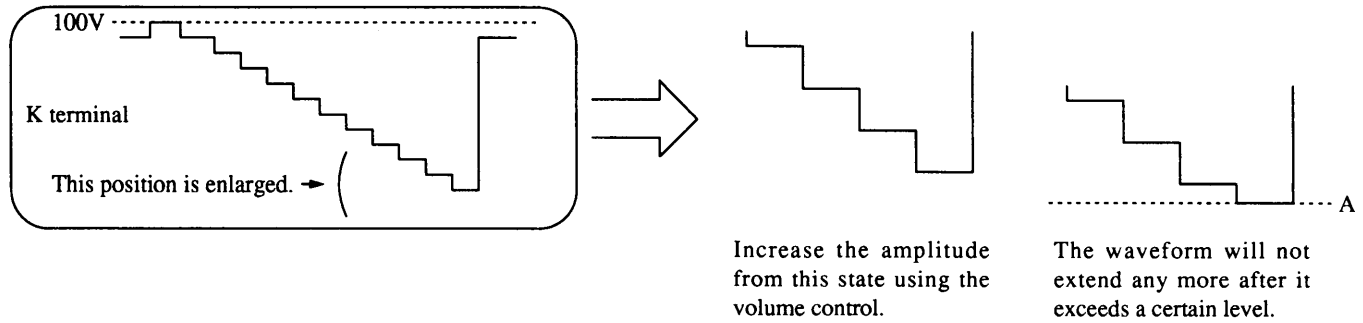 100V
K terminal
This position is enlarged.
A
Increase the amplitude
from this state using the
volume control.
The waveform will not
extend any more after it
exceeds a certain level.